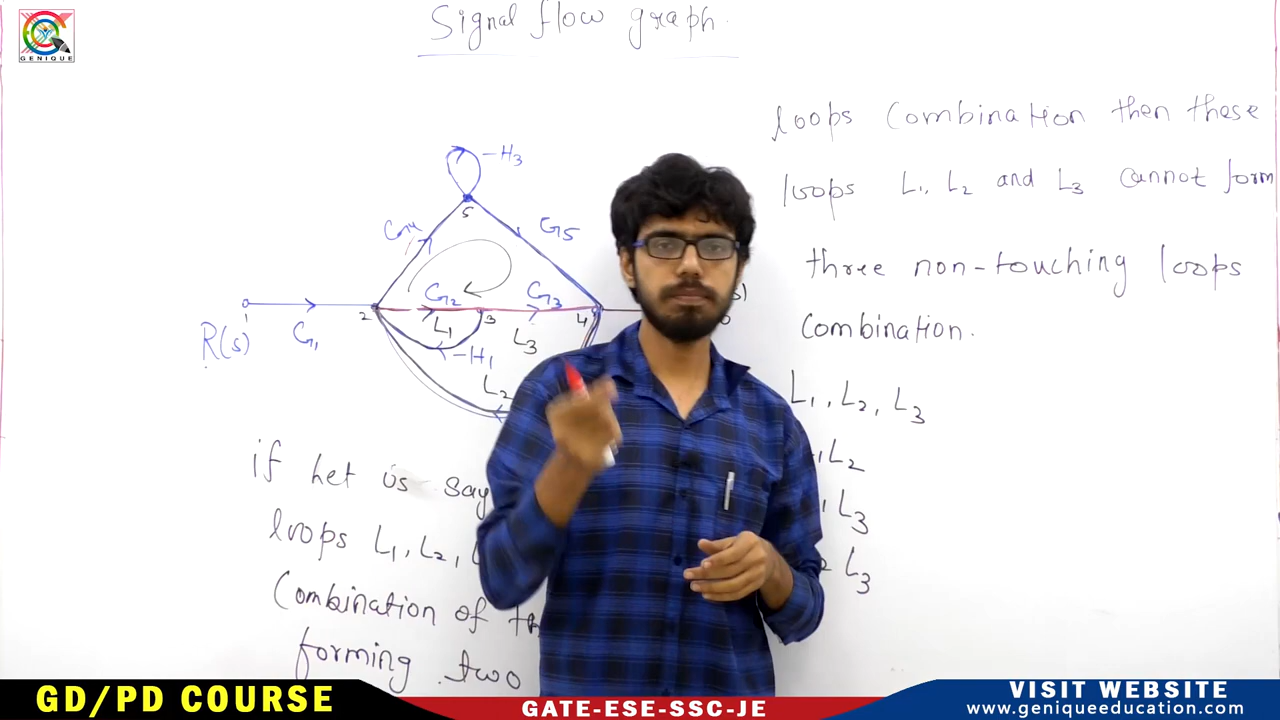 GENIQUE
Signal flow graph
-H3
G4
G5
5
G2
G3
2
3
4
L1
L3
1
G1
R(s)
-H1
L2
loops Combination then these
loops L1, L2 and L3 cannot form
three non-touching loops
Combination.
L1, L2, L3
L2
L3
L3
if let us say
loops L1, L2,
Combination of
forming two
GD/PD COURSE
GATE-ESE-SSC-JE
VISIT WEBSITE
www.geniqueeducation.com